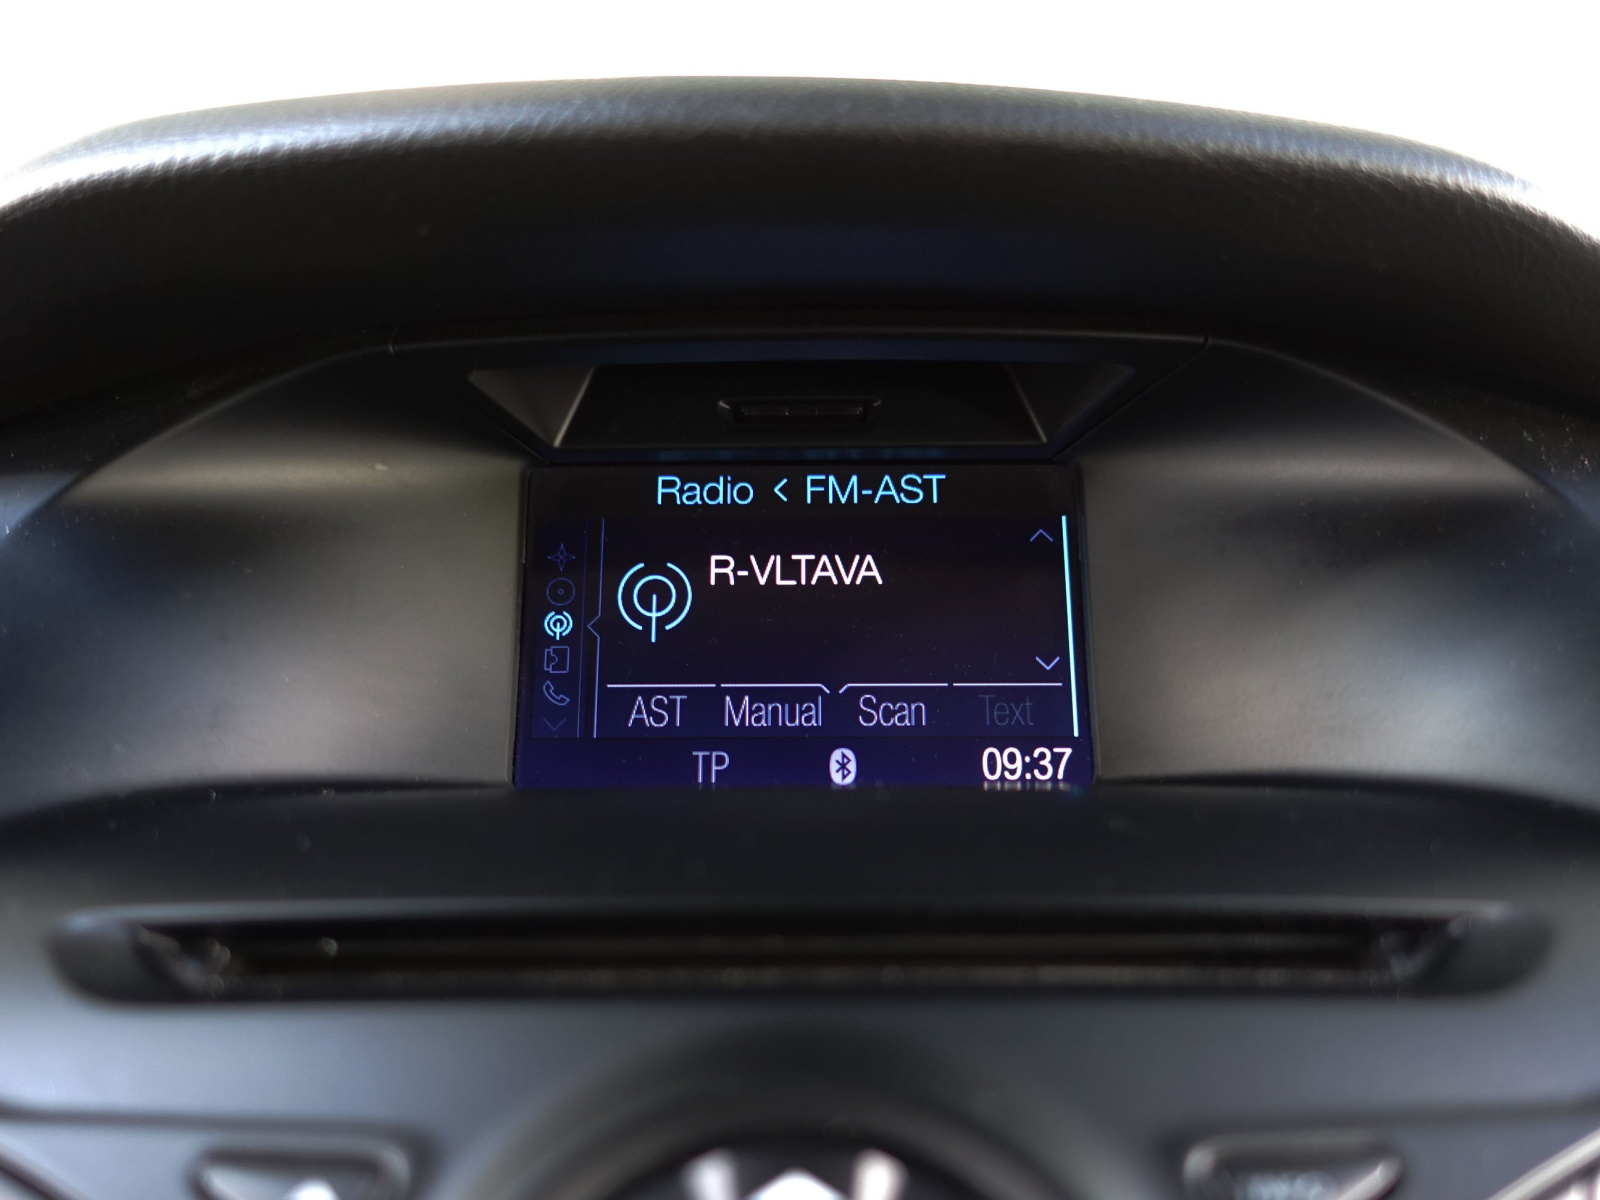 Radio < FM-AST
R-VLTAVA
AST Manual Scan Text
TP 09:37